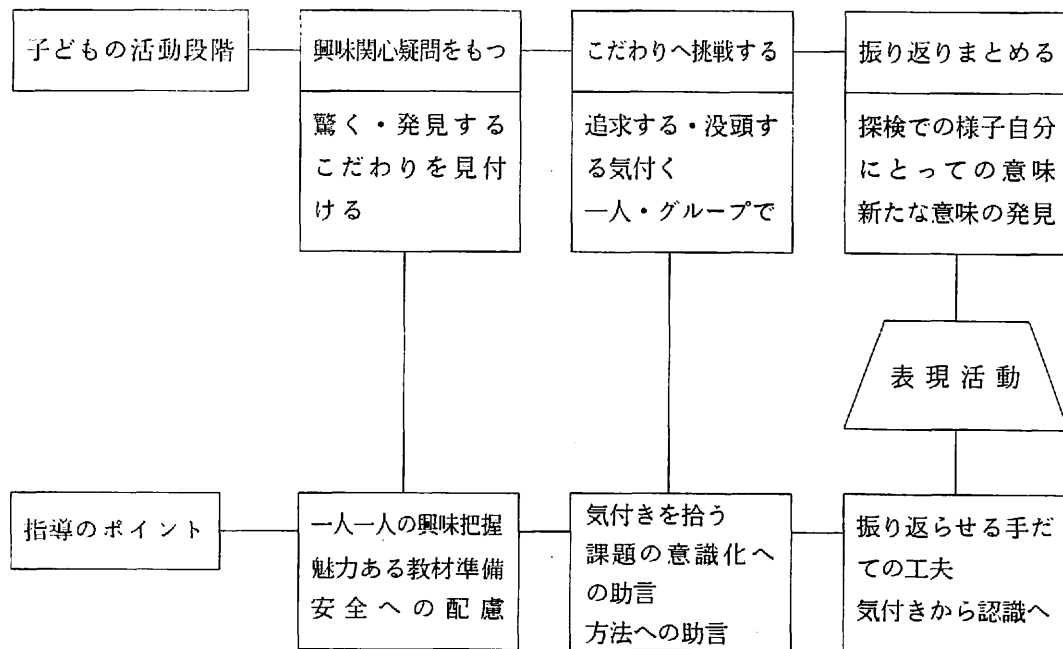 子どもの活動段階
興味関心疑問をもつ
こだわりへ挑戦する
振り返りまとめる
驚く・発見する
こだわりを見付
ける
追求する・没頭す
る気付く
一人・グループで
探検での様子自分
にとっての意味
新たな意味の発見
表現活動
指導のポイント
一人一人の興味把握
魅力ある教材準備
安全への配慮
気付きを拾う
課題の意識化へ
の助言
方法への助言
振り返らせる手だ
ての工夫
気付きから認識へ